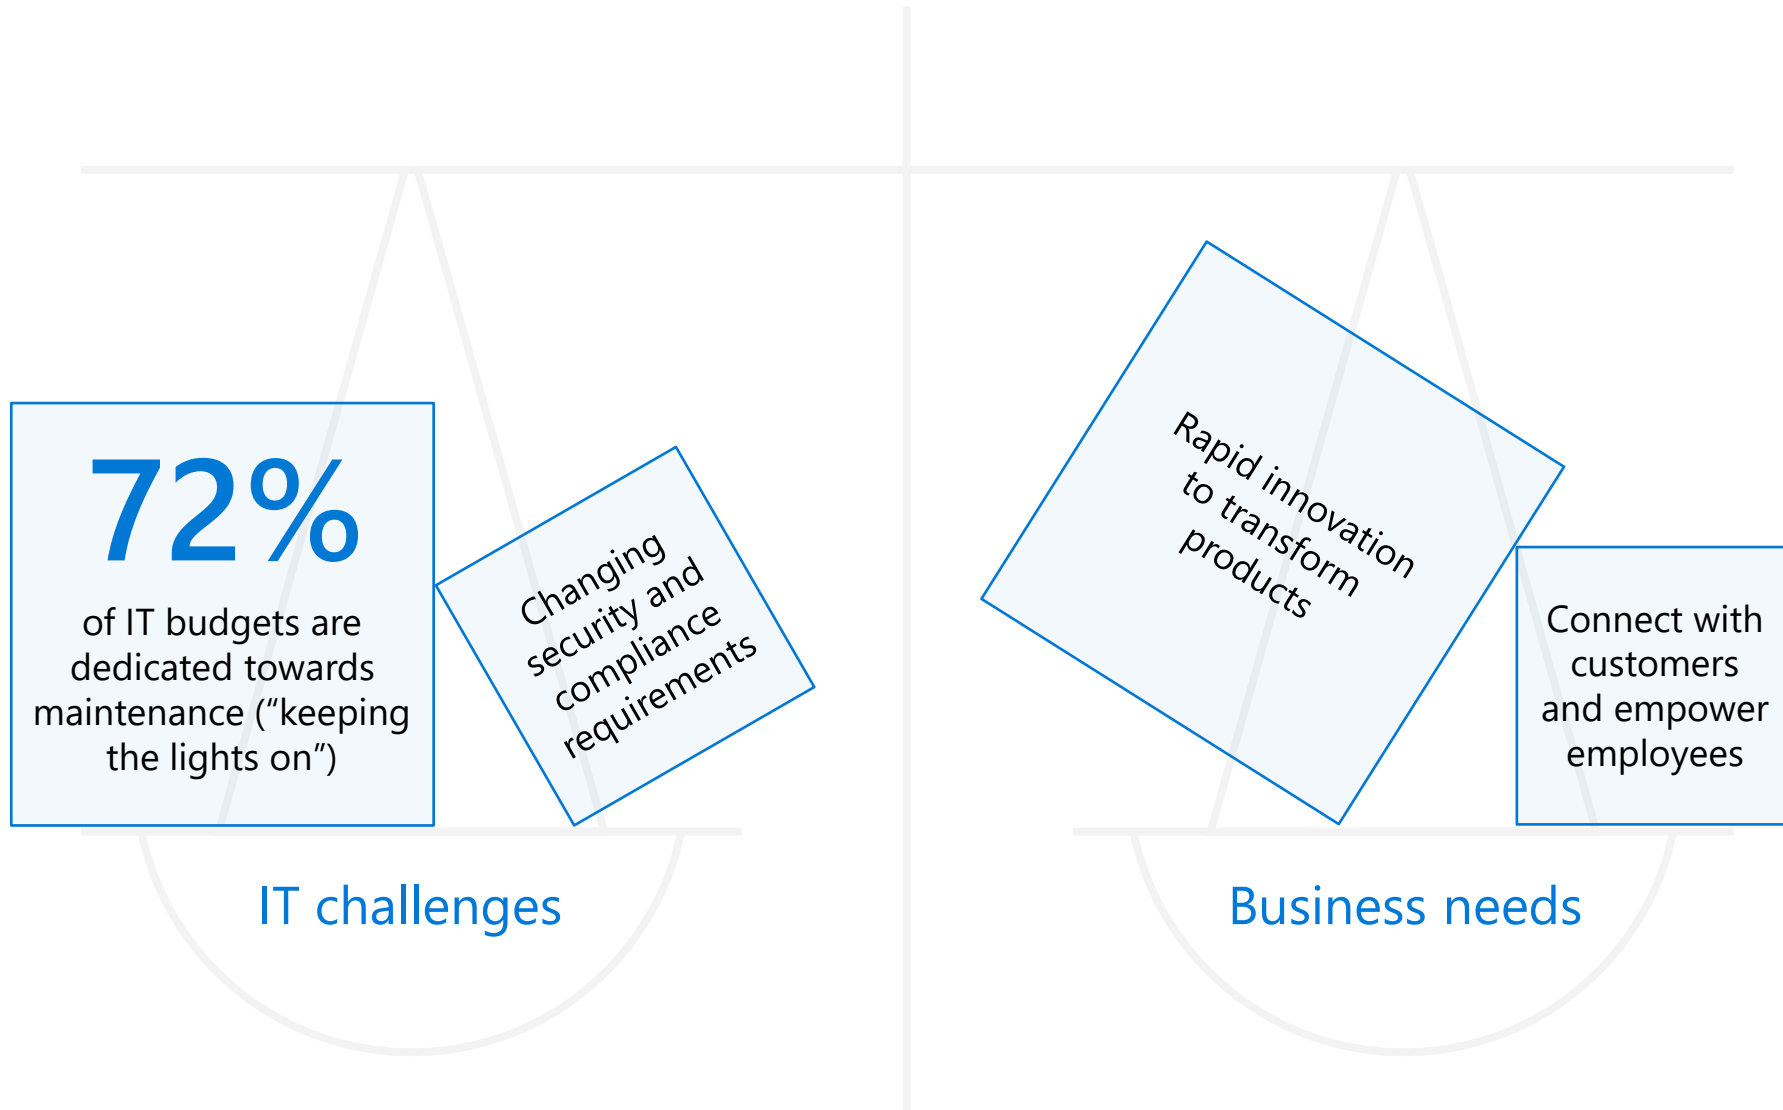 72%
of IT budgets are
dedicated towards
maintenance (“keeping
the lights on”)
Changing
security and
compliance
requirements
IT challenges
Rapid innovation
to transform
products
Connect with
customers
and empower
employees
Business needs